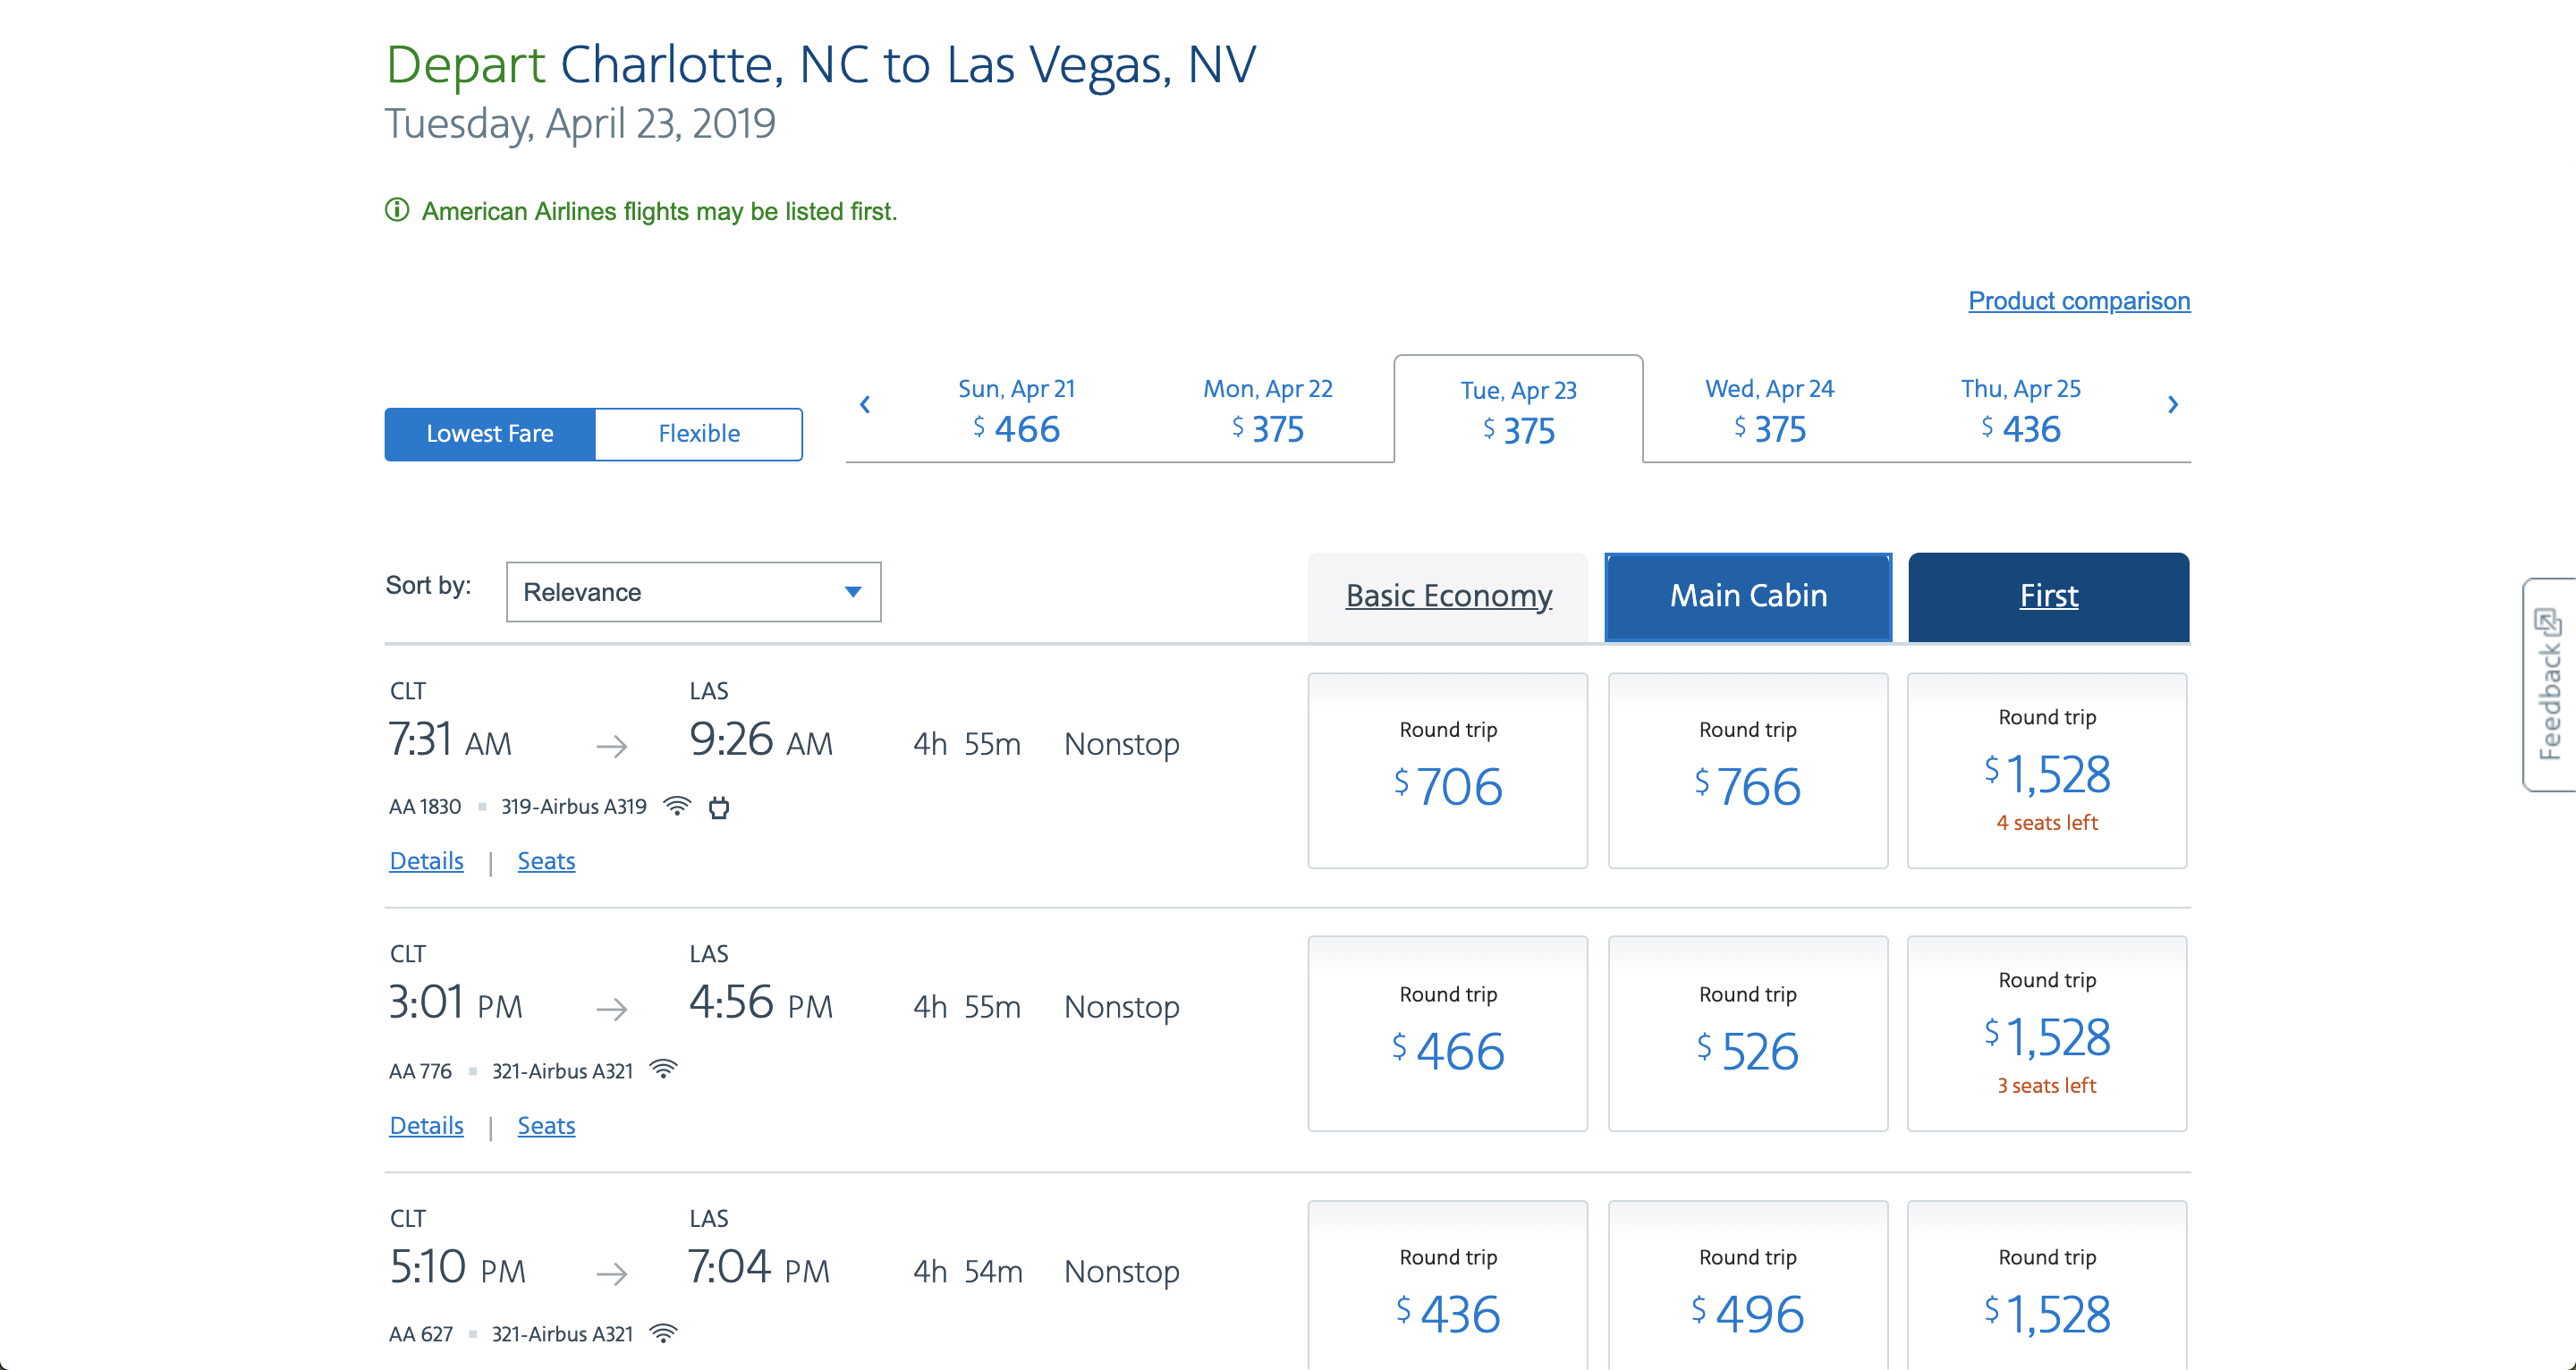 Depart Charlotte, NC to Las Vegas, NV
Tuesday, April 23, 2019
American Airlines flights may be listed first.
Product comparison
Lowest Fare
Flexible
Sun, Apr 21
$ 466
Mon, Apr 22
$ 375
Tue, Apr 23
$ 375
Wed, Apr 24
$ 375
Thu, Apr 25
$ 436
Sort by:
Relevance
Basic Economy
Main Cabin
First
CLT
7:31 AM
LAS
9:26 AM
4h 55m
Nonstop
AA 1830
319-Airbus A319
Details | Seats
Round trip
$ 706
Round trip
$ 766
Round trip
$ 1,528
4 seats left
CLT
3:01 PM
LAS
4:56 PM
4h 55m
Nonstop
AA 776
321-Airbus A321
Details | Seats
Round trip
$ 466
Round trip
$ 526
Round trip
$ 1,528
3 seats left
CLT
5:10 PM
LAS
7:04 PM
4h 54m
Nonstop
AA 627
321-Airbus A321
Round trip
$ 436
Round trip
$ 496
Round trip
$ 1,528
Feedback